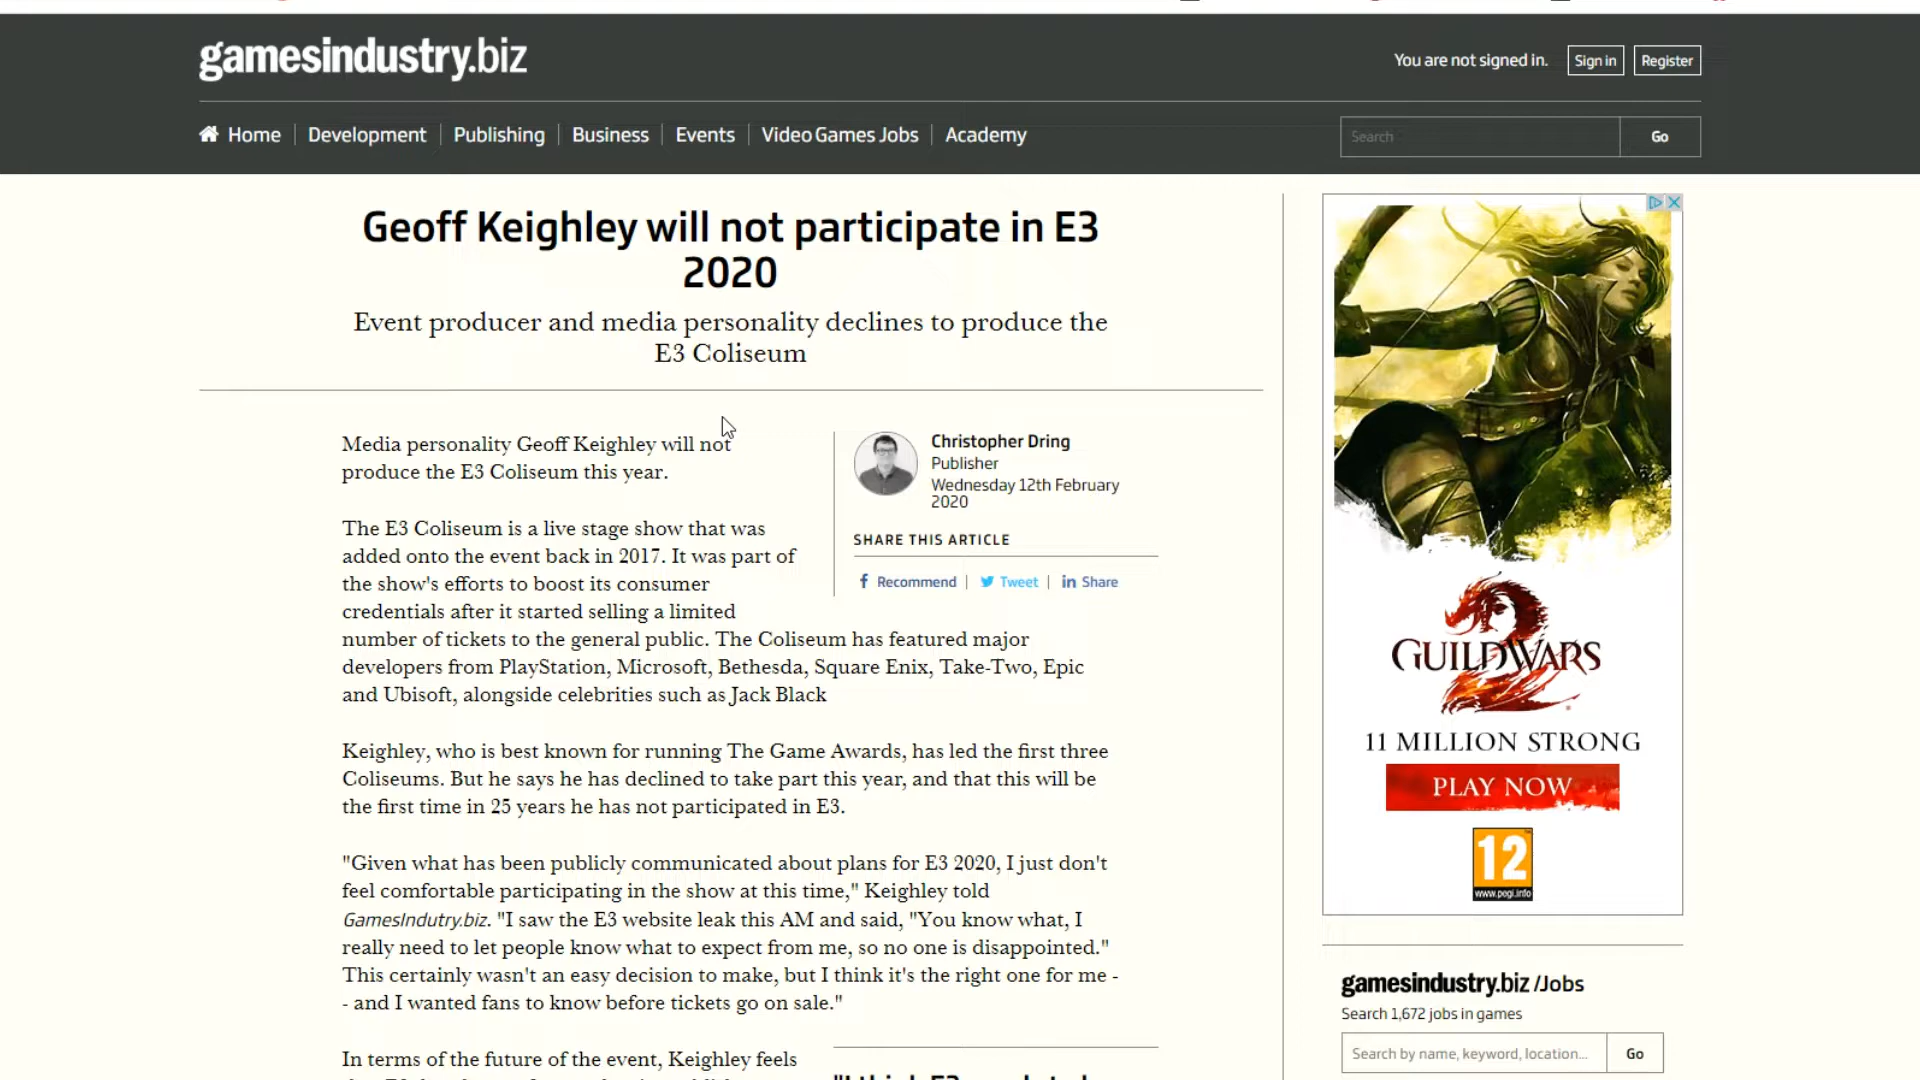 gamesindustry.biz
You are not signed in. Sign in Register
Home Development Publishing Business Events Video Games Jobs Academy
Search Go
Geoff Keighley will not participate in E3
2020
Event producer and media personality declines to produce the
E3 Coliseum
Media personality Geoff Keighley will not
produce the E3 Coliseum this year.
Christopher Dring
Publisher
Wednesday 12th February
2020
SHARE THIS ARTICLE
Recommend Tweet Share
The E3 Coliseum is a live stage show that was
added onto the event back in 2017. It was part of
the show's efforts to boost its consumer
credentials after it started selling a limited
number of tickets to the general public. The Coliseum has featured major
developers from PlayStation, Microsoft, Bethesda, Square Enix, Take-Two, Epic
and Ubisoft, alongside celebrities such as Jack Black
Keighley, who is best known for running The Game Awards, has led the first three
Coliseums. But he says he has declined to take part this year, and that this will be
the first time in 25 years he has not participated in E3.
"Given what has been publicly communicated about plans for E3 2020, I just don't
feel comfortable participating in the show at this time," Keighley told
GamesIndutry.biz. "I saw the E3 website leak this AM and said, "You know what, I
really need to let people know what to expect from me, so no one is disappointed."
This certainly wasn't an easy decision to make, but I think it's the right one for me -
- and I wanted fans to know before tickets go on sale."
In terms of the future of the event, Keighley feels
GUILD WARS
2
11 MILLION STRONG
PLAY NOW
12
www.pegi.info
gamesindustry.biz /Jobs
Search 1,672 jobs in games
Search by name, keyword, location... Go